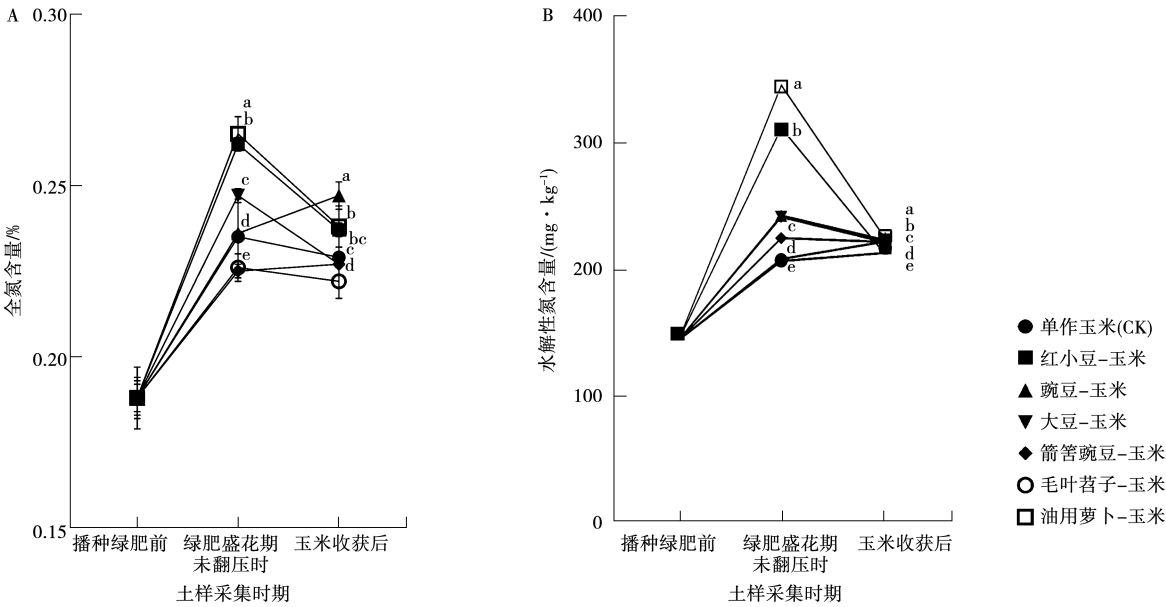 A
0.30
0.25
0.20
0.15
全氮含量/%
a
b
c
d
e
a
b
bc
c
d
播种绿肥前
绿肥盛花期
未翻压时
玉米收获后
土样采集时期
B
400
300
200
100
0
水解性氮含量/(mg·kg⁻¹)
a
b
c
d
e
a
b
c
d
e
播种绿肥前
绿肥盛花期
未翻压时
玉米收获后
土样采集时期
单作玉米(CK)
红小豆–玉米
豌豆–玉米
大豆–玉米
箭筈豌豆–玉米
毛叶苕子–玉米
油用萝卜–玉米